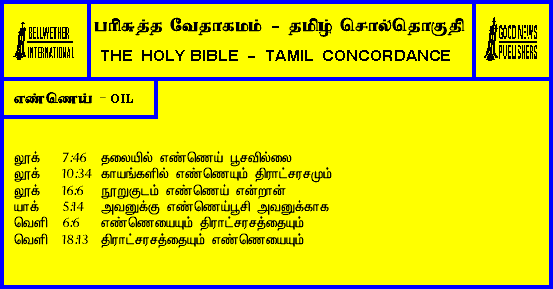 BELLWETHER
INTERNATIONAL
பரிசுத்த வேதாகமம் - தமிழ் சொல்தொகுதி
THE HOLY BIBLE - TAMIL CONCORDANCE
GOOD NEWS
PUBLISHERS
எண்ணெய் - OIL
லூக் 7:46 தலையில் எண்ணெய் பூசவில்லை
லூக் 10:34 காயங்களில் எண்ணெயும் திராட்சரசமும்
லூக் 16:6 நூறுகுடம் எண்ணெய் என்றான்
யாக் 5:14 அவனுக்கு எண்ணெய்பூசி அவனுக்காக
வெளி 6:6 எண்ணெயையும் திராட்சரசத்தையும்
வெளி 18:13 திராட்சரசத்தையும் எண்ணெயையும்